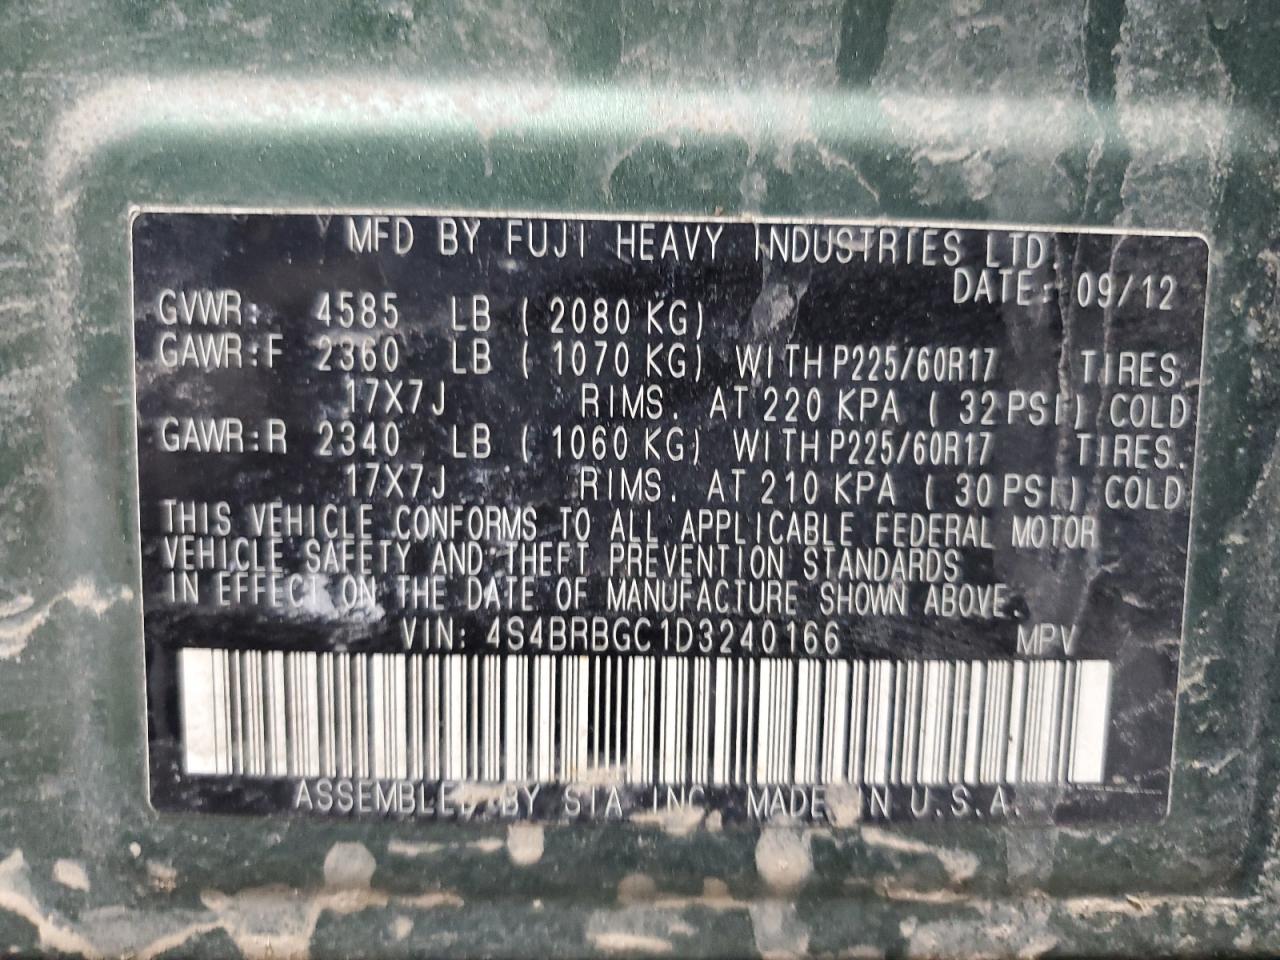 MFD BY FUJI HEAVY INDUSTRIES LTD.
DATE: 09/12
GVWR: 4585 LB ( 2080 KG)
GAWR:F 2360 LB ( 1070 KG) WITH P225/60R17 TIRES,
17X7J RIMS. AT 220 KPA ( 32 PSI) COLD
GAWR:R 2340 LB ( 1060 KG) WITH P225/60R17 TIRES.
17X7J RIMS. AT 210 KPA ( 30 PSI) COLD
THIS VEHICLE CONFORMS TO ALL APPLICABLE FEDERAL MOTOR
VEHICLE SAFETY AND THEFT PREVENTION STANDARDS
IN EFFECT ON THE DATE OF MANUFACTURE SHOWN ABOVE.
VIN: 4S4BRBGC1D3240166 MPV
ASSEMBLED BY SIA INC. MADE IN U.S.A.